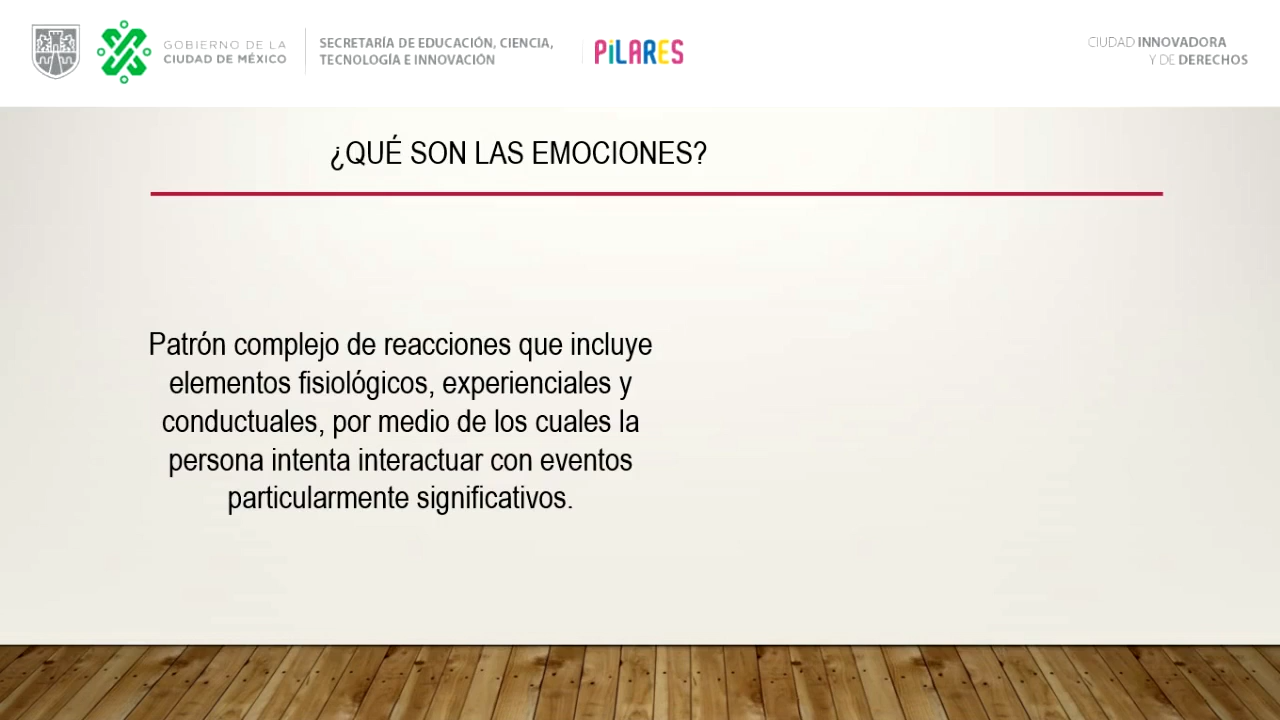 GOBIERNO DE LA
CIUDAD DE MÉXICO
SECRETARÍA DE EDUCACIÓN, CIENCIA,
TECNOLOGÍA E INNOVACIÓN
PiLARES
CIUDAD INNOVADORA
Y DE DERECHOS
¿QUÉ SON LAS EMOCIONES?
Patrón complejo de reacciones que incluye
elementos fisiológicos, experienciales y
conductuales, por medio de los cuales la
persona intenta interactuar con eventos
particularmente significativos.